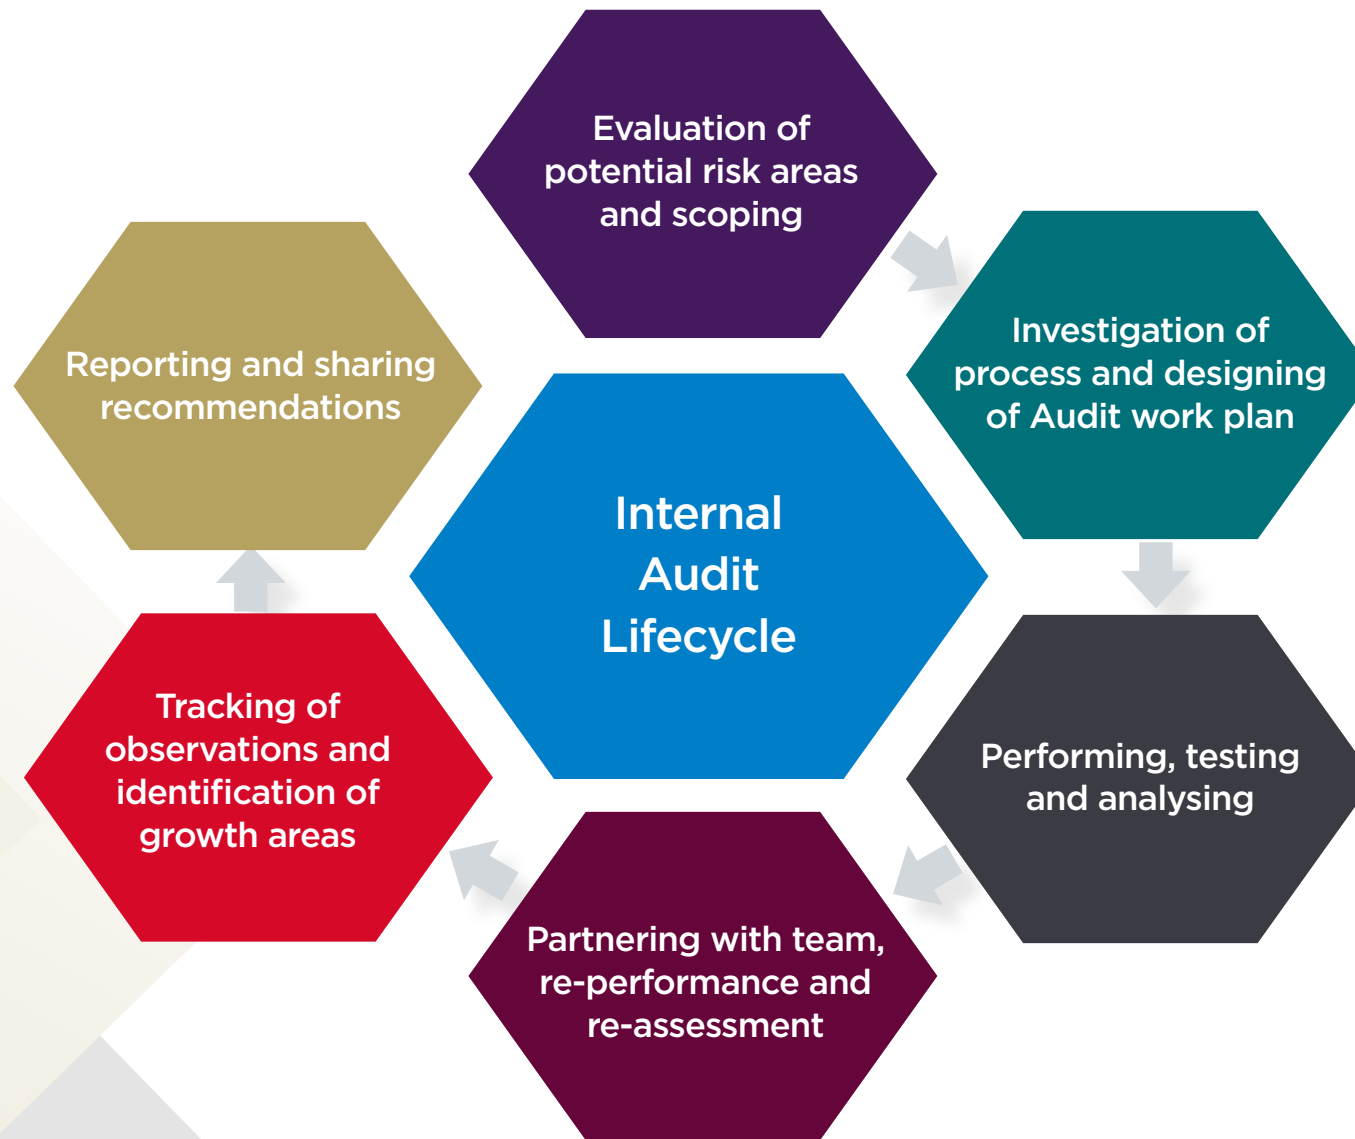 Evaluation of
potential risk areas
and scoping
Investigation of
process and designing
of Audit work plan
Performing, testing
and analysing
Partnering with team,
re-performance and
re-assessment
Tracking of
observations and
identification of
growth areas
Reporting and sharing
recommendations
Internal
Audit
Lifecycle